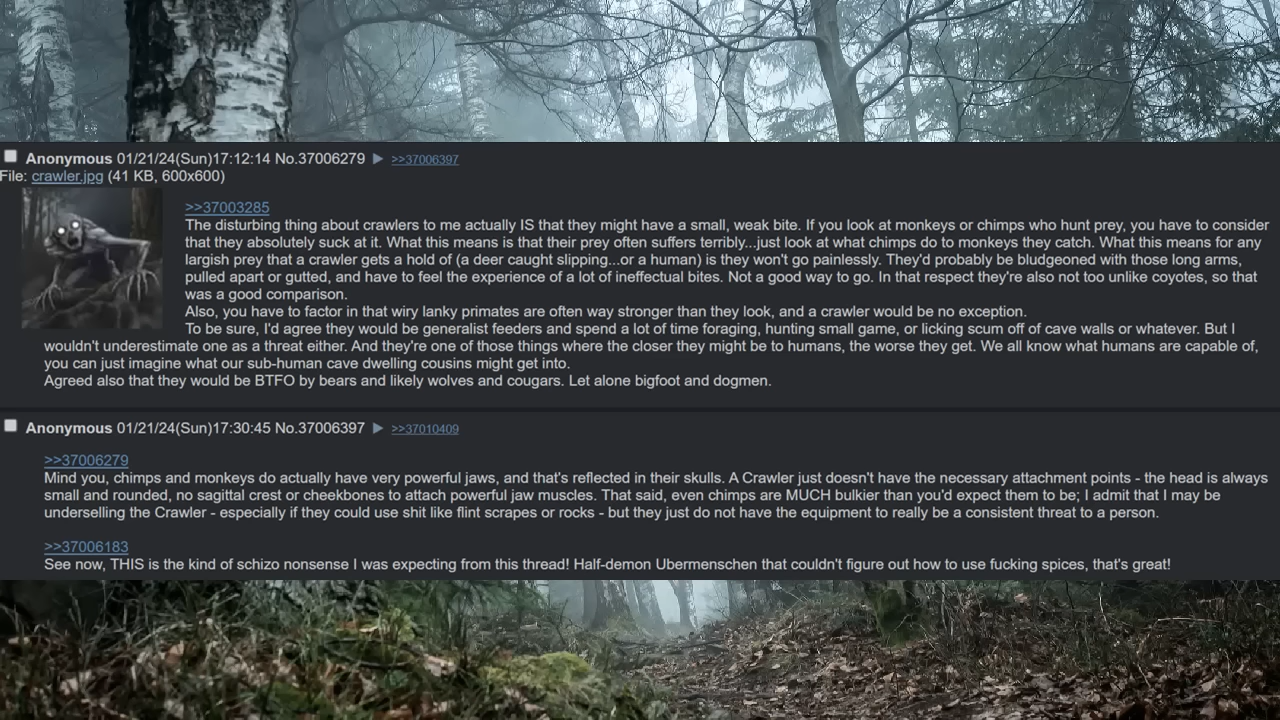 Anonymous 01/21/24(Sun)17:12:14 No.37006279 ▶ >>37006397
File: crawler.jpg (41 KB, 600x600)
>>37003285
The disturbing thing about crawlers to me actually IS that they might have a small, weak bite. If you look at monkeys or chimps who hunt prey, you have to consider
that they absolutely suck at it. What this means is that their prey often suffers terribly...just look at what chimps do to monkeys they catch. What this means for any
largish prey that a crawler gets a hold of (a deer caught slipping...or a human) is they won't go painlessly. They'd probably be bludgeoned with those long arms,
pulled apart or gutted, and have to feel the experience of a lot of ineffectual bites. Not a good way to go. In that respect they're also not too unlike coyotes, so that
was a good comparison.
Also, you have to factor in that wiry lanky primates are often way stronger than they look, and a crawler would be no exception.
To be sure, I'd agree they would be generalist feeders and spend a lot of time foraging, hunting small game, or licking scum off of cave walls or whatever. But I
wouldn't underestimate one as a threat either. And they're one of those things where the closer they might be to humans, the worse they get. We all know what humans are capable of,
you can just imagine what our sub-human cave dwelling cousins might get into.
Agreed also that they would be BTFO by bears and likely wolves and cougars. Let alone bigfoot and dogmen.
Anonymous 01/21/24(Sun)17:30:45 No.37006397 ▶ >>37010409
>>37006279
Mind you, chimps and monkeys do actually have very powerful jaws, and that's reflected in their skulls. A Crawler just doesn't have the necessary attachment points - the head is always
small and rounded, no sagittal crest or cheekbones to attach powerful jaw muscles. That said, even chimps are MUCH bulkier than you'd expect them to be; I admit that I may be
underselling the Crawler - especially if they could use shit like flint scrapes or rocks - but they just do not have the equipment to really be a consistent threat to a person.
>>37006183
See now, THIS is the kind of schizo nonsense I was expecting from this thread! Half-demon Ubermenschen that couldn't figure out how to use fucking spices, that's great!